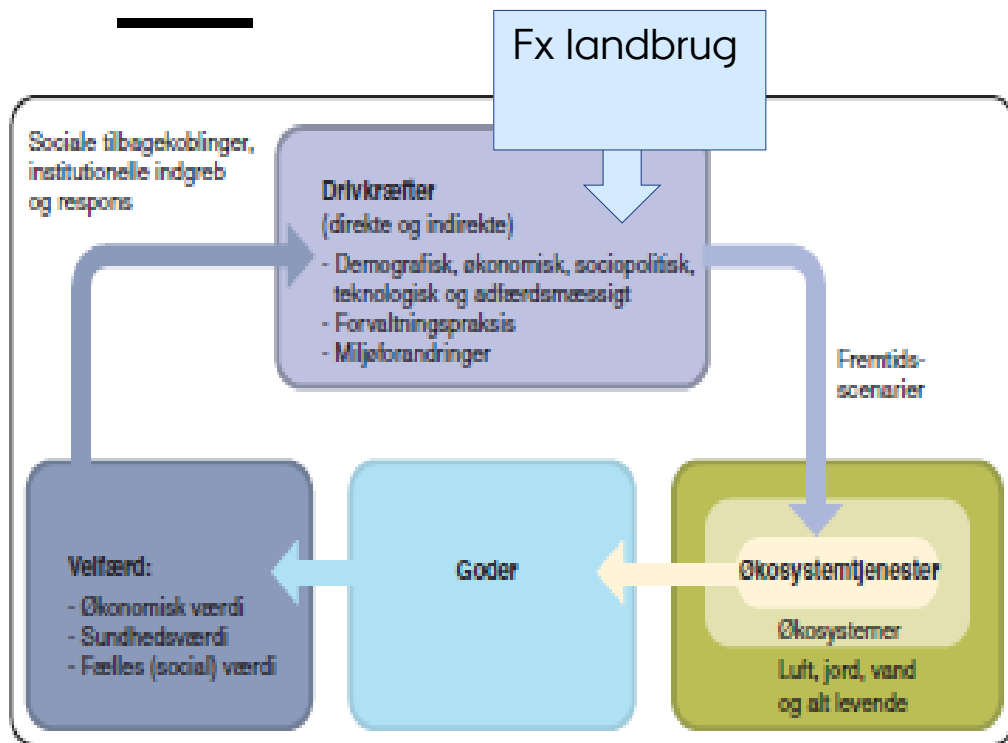 Fx landbrug
Sociale tilbagekoblinger,
institutionelle indgreb
og respons
Drivkræfter
(direkte og indirekte)
- Demografisk, økonomisk, sociopolitisk,
teknologisk og adfærdsmæssigt
- Forvaltningspraksis
- Miljøforandringer
Fremtids-
scenarier
Velfærd:
- Økonomisk værdi
- Sundhedsværdi
- Fælles (social) værdi
Goder
Økosystemtjenester
Økosystemer
Luft, jord, vand
og alt levende